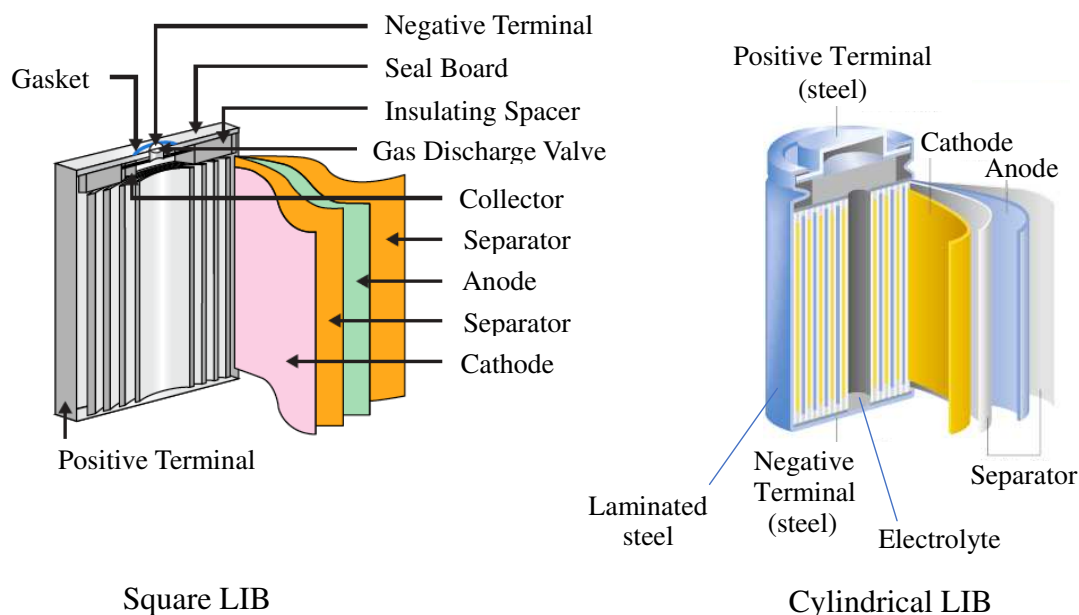 Negative Terminal
Seal Board
Gasket
Insulating Spacer
Gas Discharge Valve
Collector
Separator
Anode
Separator
Cathode
Positive Terminal
Square LIB
Positive Terminal
(steel)
Cathode
Anode
Separator
Negative
Terminal
(steel)
Laminated
steel
Electrolyte
Cylindrical LIB